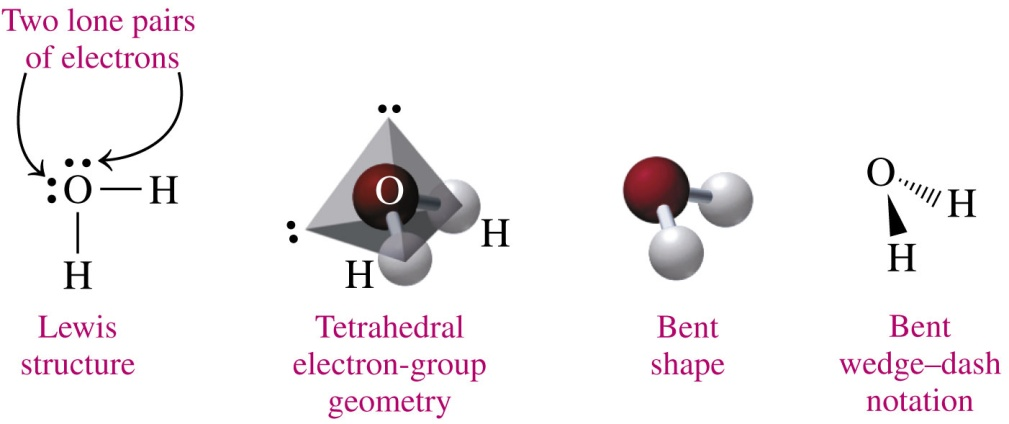 Two lone pairs
of electrons
:Ö—H
H
Lewis
structure
O
H
H
Tetrahedral
electron-group
geometry
Bent
shape
O
H
H
Bent
wedge–dash
notation